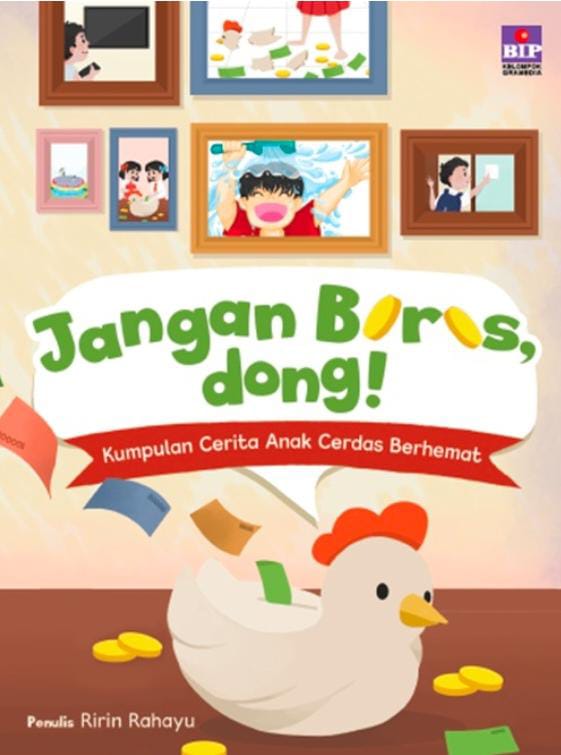 BIP
KELOMPOK
GRAMEDIA
Jangan Boros,
dong!
Kumpulan Cerita Anak Cerdas Berhemat
Penulis Ririn Rahayu